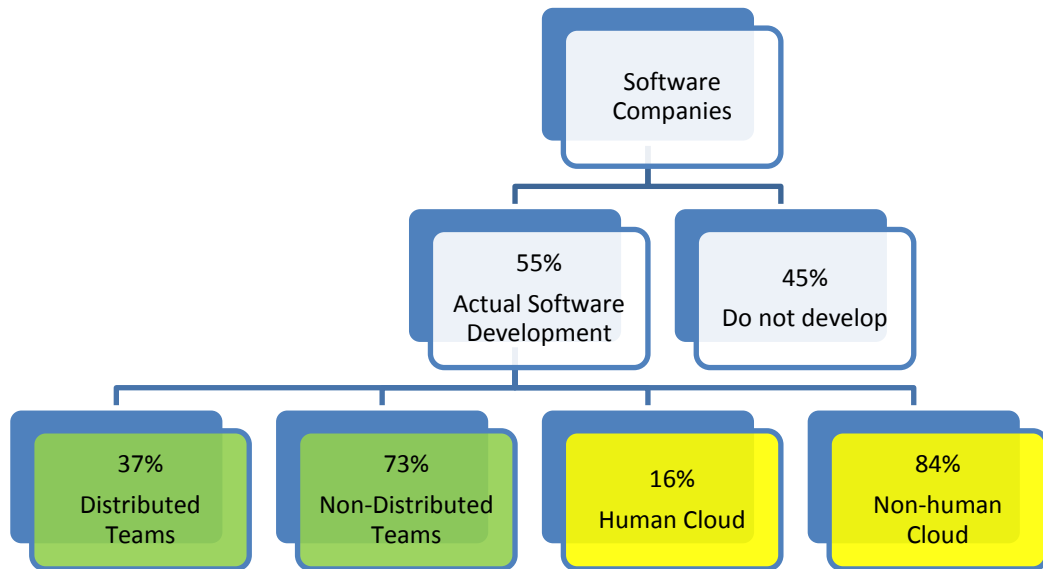 Software
Companies
55%
Actual Software
Development
45%
Do not develop
37%
Distributed
Teams
73%
Non-Distributed
Teams
16%
Human Cloud
84%
Non-human
Cloud